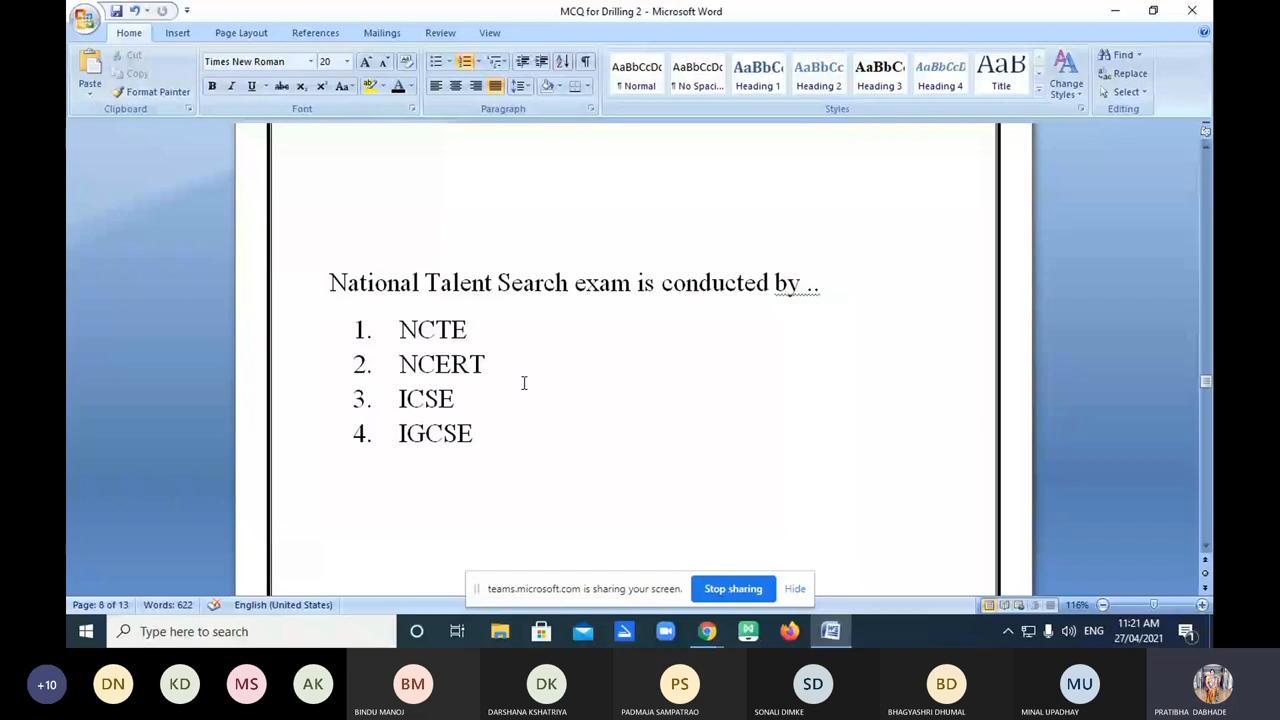 MCQ for Drilling 2 - Microsoft Word
Home Insert Page Layout References Mailings Review View
Paste
Cut
Copy
Format Painter
Clipboard
Times New Roman 20
Font
Paragraph
AaBbCcDc AaBbCcDc AaBbC AaBbCc AaBbCc AaBbCcD AaB
¶ Normal ¶ No Spaci... Heading 1 Heading 2 Heading 3 Heading 4 Title
Change Styles
Styles
Find
Replace
Select
Editing
National Talent Search exam is conducted by ..
1. NCTE
2. NCERT
3. ICSE
4. IGCSE
teams.microsoft.com is sharing your screen. Stop sharing Hide
Page: 8 of 13 Words: 622 English (United States) 116%
Type here to search
ENG
11:21 AM
27/04/2021
+10 DN KD MS AK BM DK PS SD BD MU
BINDU MANOJ DARSHANA KSHATRIYA PADMAJA SAMPATRAO SONALI DIMKE BHAGYASHRI DHUMAL MINAL UPADHAY PRATIBHA DABHADE